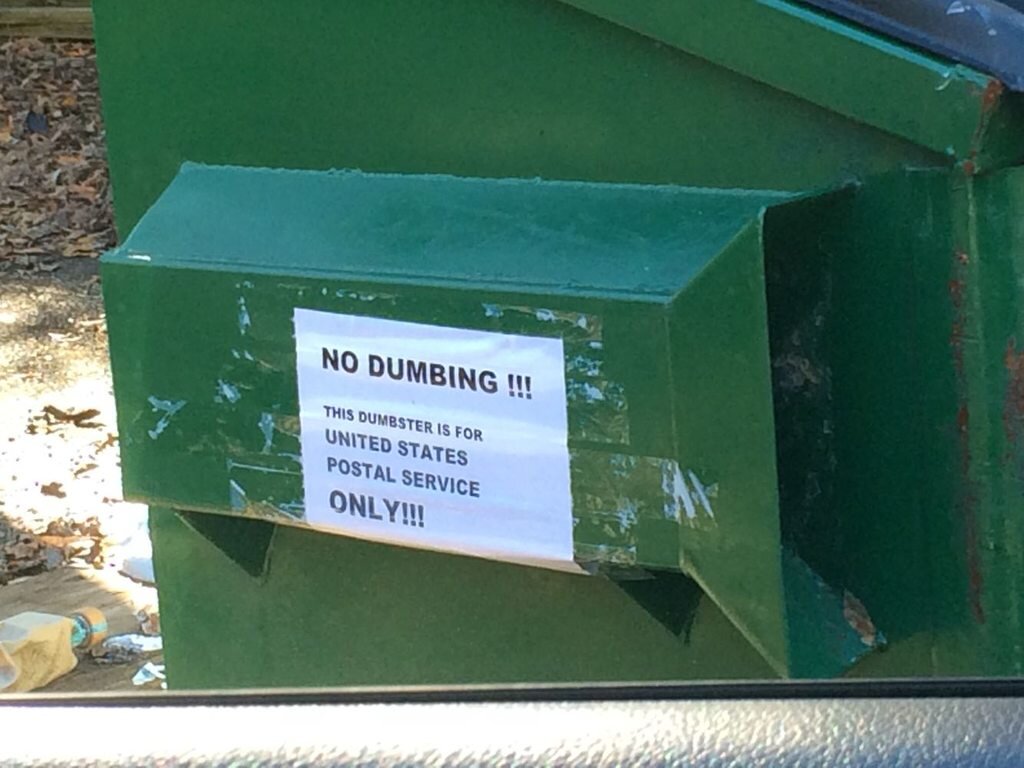 NO DUMBING !!!
THIS DUMBSTER IS FOR
UNITED STATES
POSTAL SERVICE
ONLY!!!